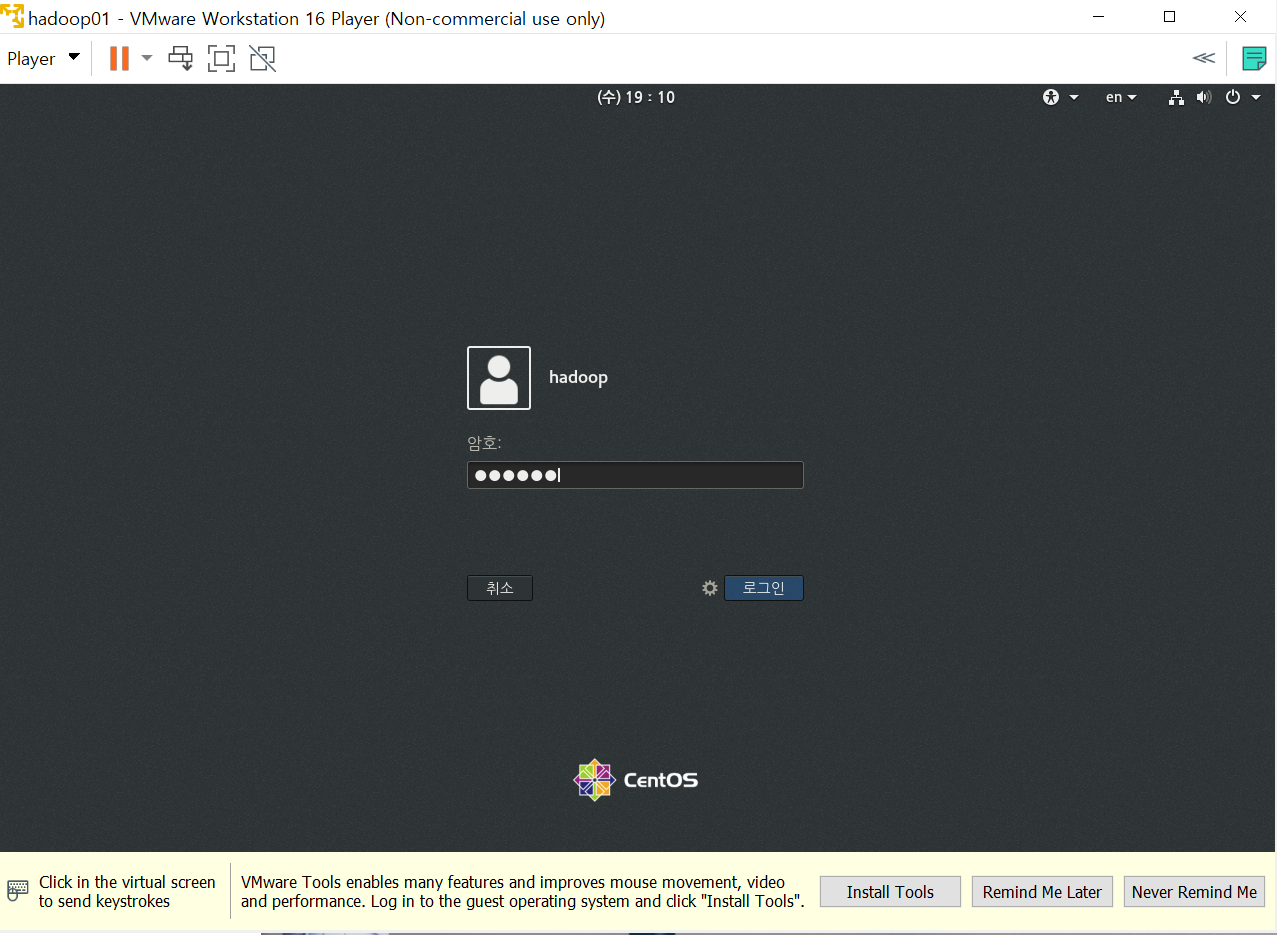 hadoop01 - VMware Workstation 16 Player (Non-commercial use only)
Player
(수) 19 : 10
en
hadoop
암호:
취소
로그인
CentOS
Click in the virtual screen
to send keystrokes
VMware Tools enables many features and improves mouse movement, video
and performance. Log in to the guest operating system and click "Install Tools".
Install Tools
Remind Me Later
Never Remind Me